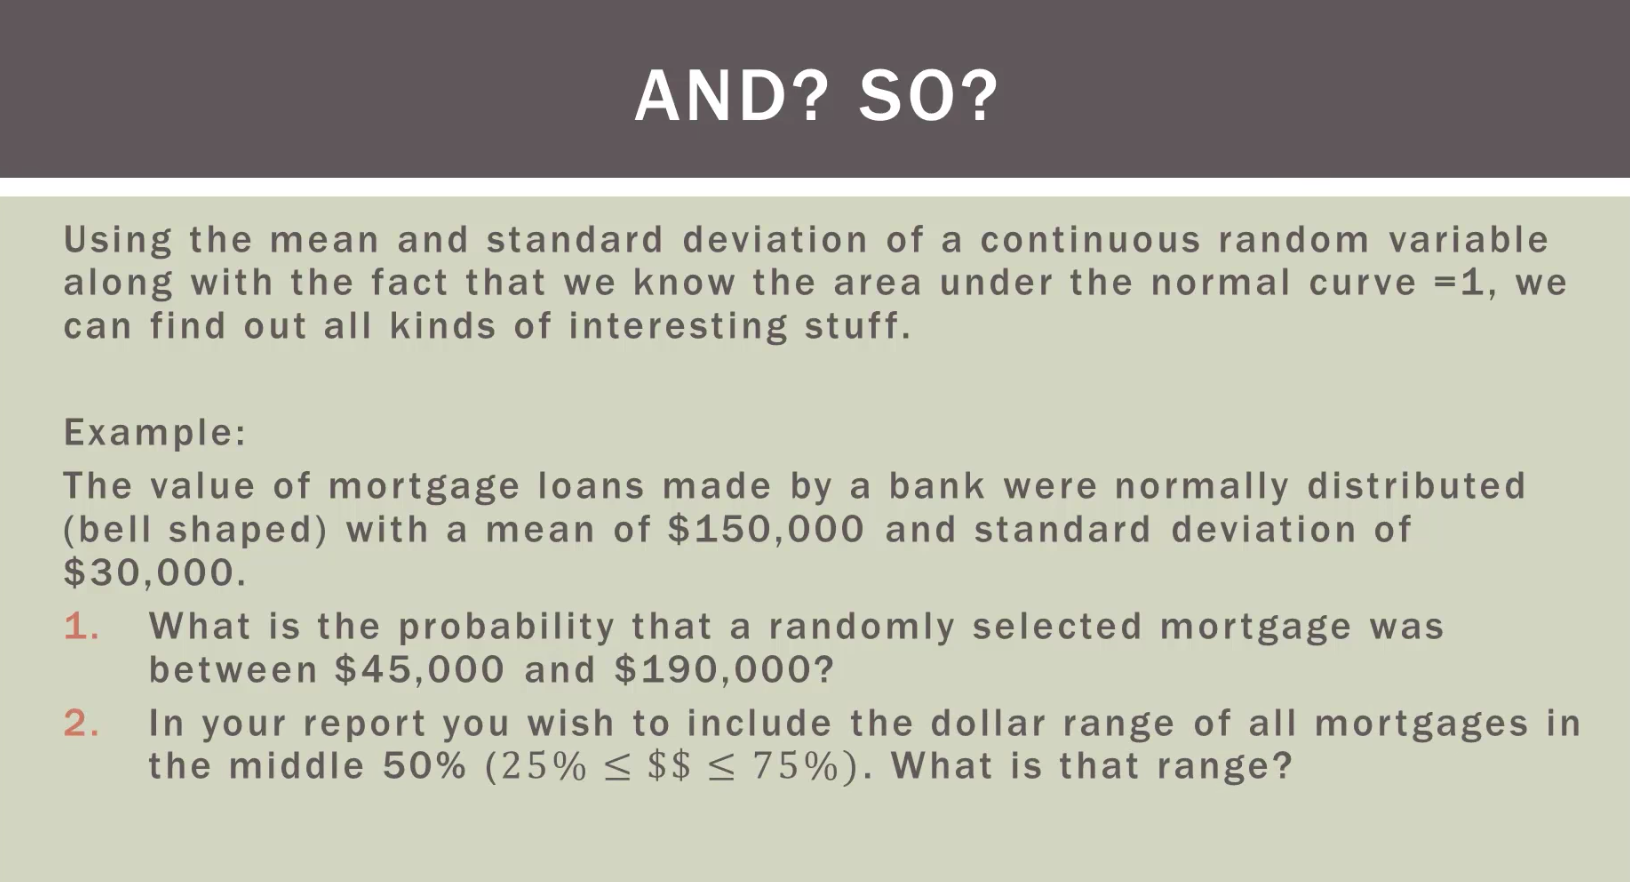 AND? SO?
Using the mean and standard deviation of a continuous random variable
along with the fact that we know the area under the normal curve =1, we
can find out all kinds of interesting stuff.
Example:
The value of mortgage loans made by a bank were normally distributed
(bell shaped) with a mean of $150,000 and standard deviation of
$30,000.
1. What is the probability that a randomly selected mortgage was
between $45,000 and $190,000?
2. In your report you wish to include the dollar range of all mortgages in
the middle 50% (25% ≤ $$ ≤ 75%). What is that range?